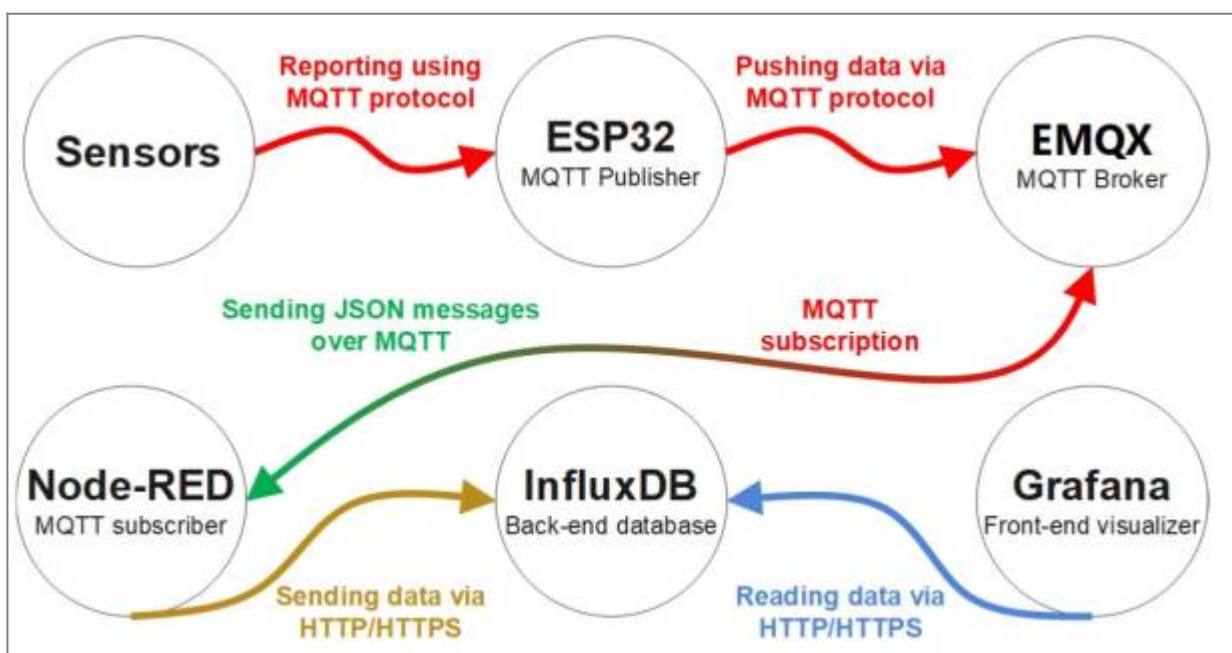 Reporting using
MQTT protocol
Pushing data via
MQTT protocol
Sensors
ESP32
MQTT Publisher
EMQX
MQTT Broker
Sending JSON messages
over MQTT
MQTT
subscription
Node-RED
MQTT subscriber
InfluxDB
Back-end database
Grafana
Front-end visualizer
Sending data via
HTTP/HTTPS
Reading data via
HTTP/HTTPS